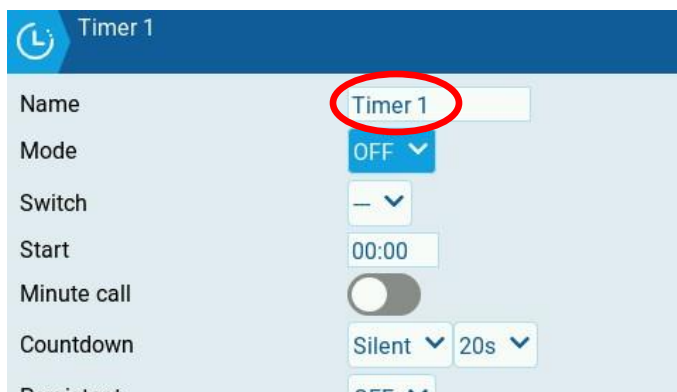 Timer 1
Name Timer 1
Mode OFF
Switch –
Start 00:00
Minute call
Countdown Silent 20s